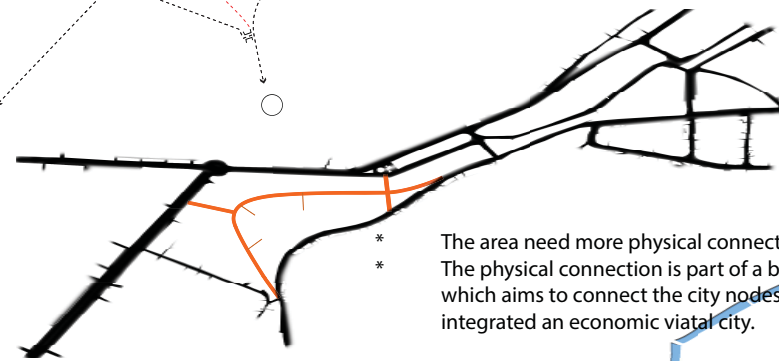 * The area need more physical connect
* The physical connection is part of a b
which aims to connect the city nodes
integrated an economic viatal city.